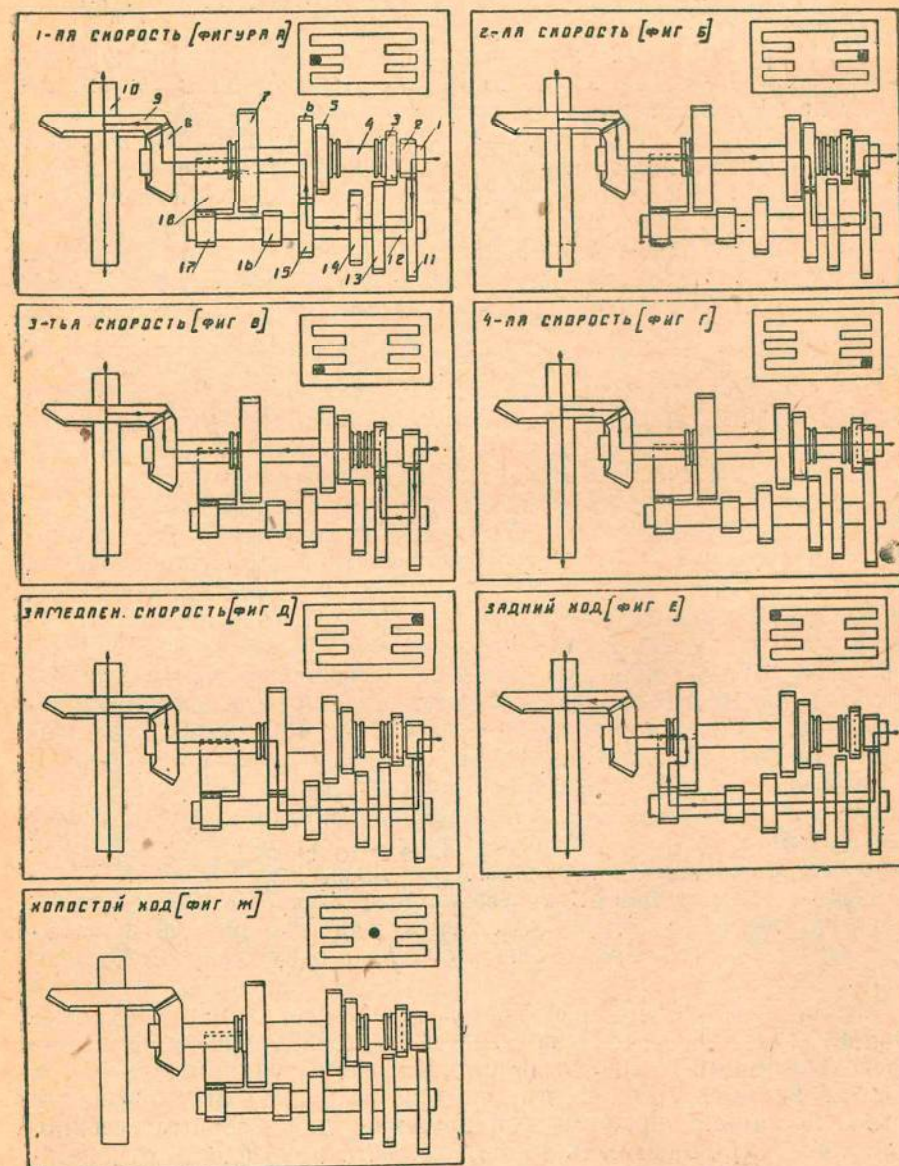 1-АЯ СКОРОСТЬ [ФИГУРА А]
10
9
8
7
6
5
4
3
2
1
18
17
16
15
14
13
12
11
2-АЯ СКОРОСТЬ [ФИГ Б]
3-ТЬЯ СКОРОСТЬ [ФИГ В]
4-АЯ СКОРОСТЬ [ФИГ Г]
ЗАМЕДЛЕН. СКОРОСТЬ [ФИГ Д]
ЗАДНИЙ ХОД [ФИГ Е]
ХОЛОСТОЙ ХОД [ФИГ Ж]